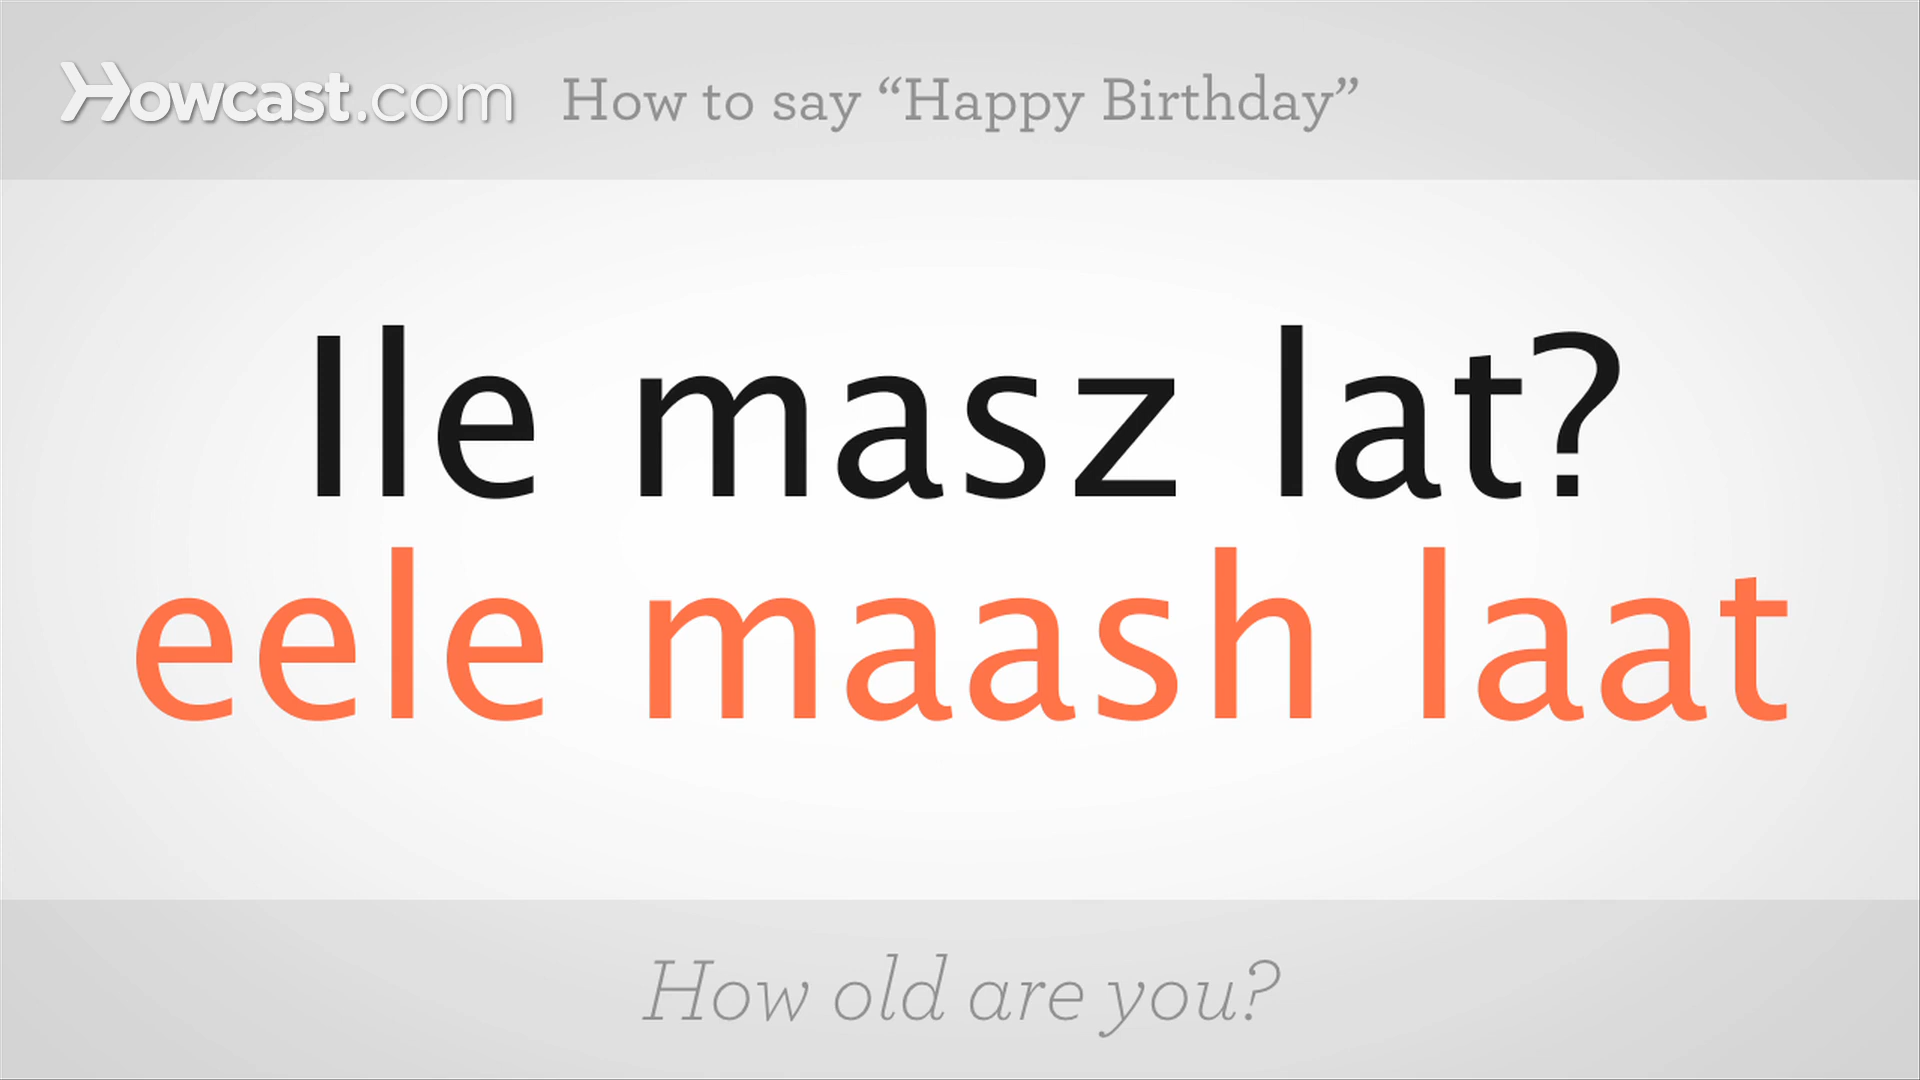 Howcast.com
How to say “Happy Birthday”
Ile masz lat?
eele maash laat
How old are you?